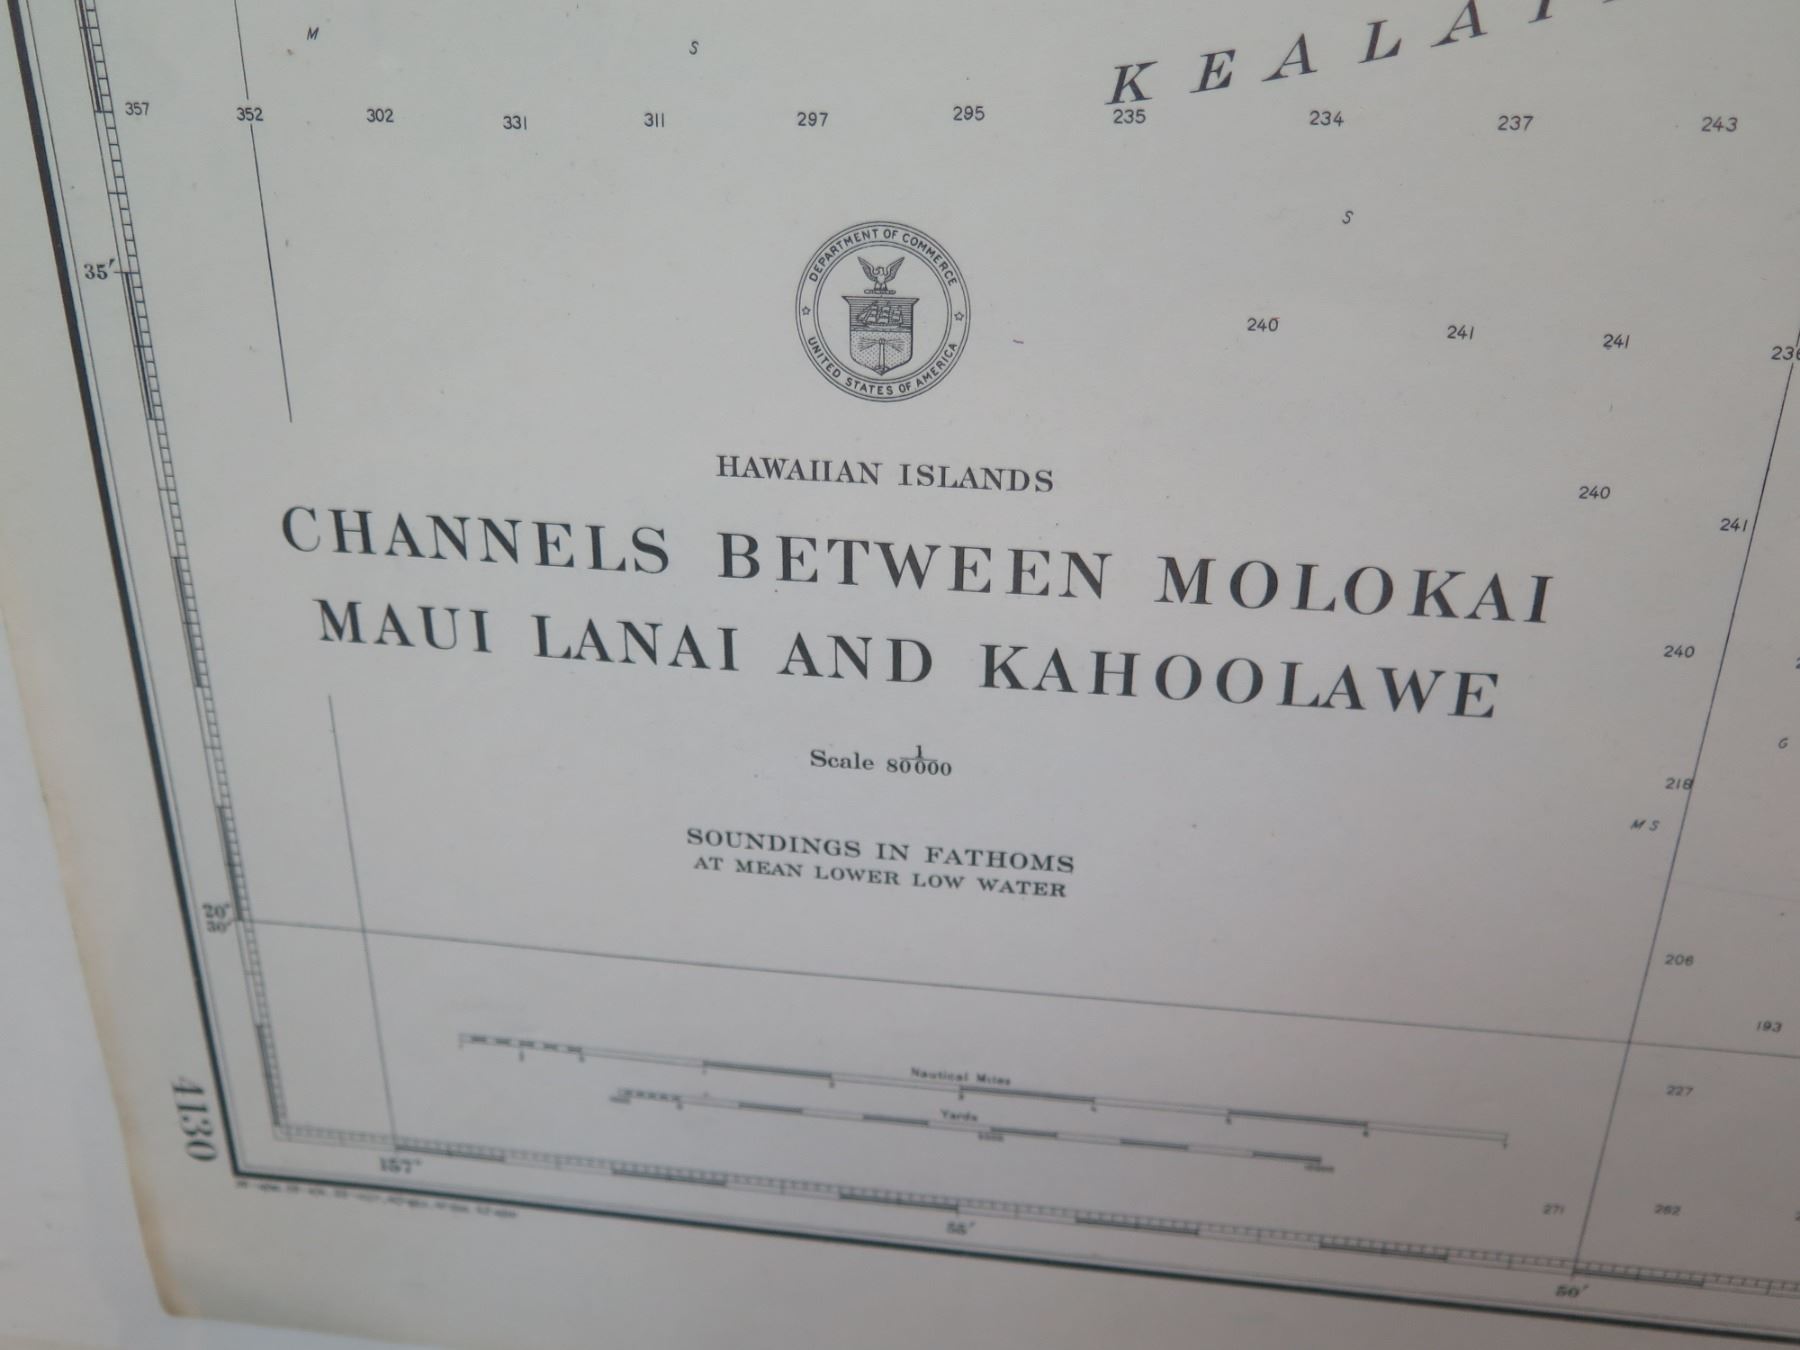 M
S
KEALA
357 352 302 331 311 297 295 235 234 237 243
S
35'
DEPARTMENT OF COMMERCE
UNITED STATES OF AMERICA
240 241 241
HAWAIIAN ISLANDS
240
241
CHANNELS BETWEEN MOLOKAI
MAUI LANAI AND KAHOOLAWE
240
G
Scale 1/80000
218
M S
SOUNDINGS IN FATHOMS
AT MEAN LOWER LOW WATER
20°
30'
206
193
Nautical Miles
227
Yards
4130
157°
271 262
55'
50'